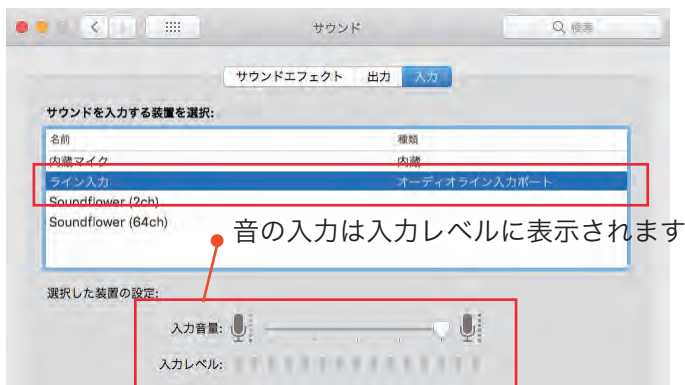 サウンド
検索
サウンドエフェクト 出力 入力
サウンドを入力する装置を選択:
名前 種類
内蔵マイク 内蔵
ライン入力 オーディオライン入力ポート
Soundflower (2ch)
Soundflower (64ch)
音の入力は入力レベルに表示されます
選択した装置の設定:
入力音量:
入力レベル: